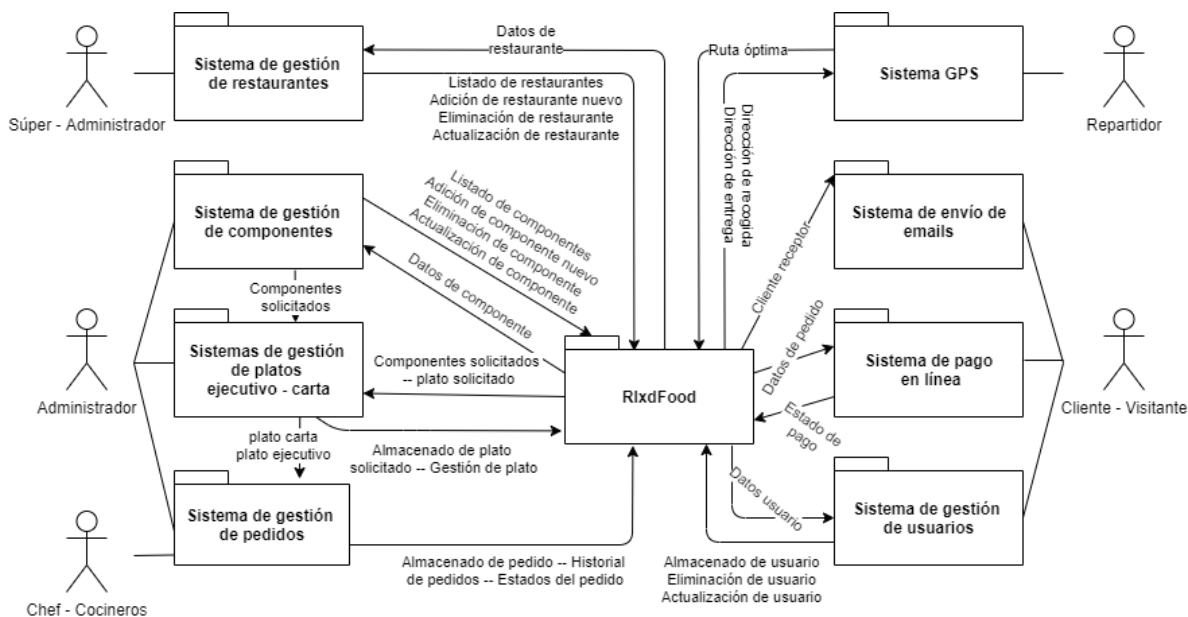 Súper - Administrador
Sistema de gestión
de restaurantes
Datos de
restaurante
Listado de restaurantes
Adición de restaurante nuevo
Eliminación de restaurante
Actualización de restaurante
Ruta óptima
Dirección de recogida
Dirección de entrega
Sistema GPS
Repartidor
Sistema de gestión
de componentes
Listado de componentes
Adición de componente nuevo
Eliminación de componente
Actualización de componente
Datos de componente
Cliente receptor
Sistema de envío de
emails
Componentes
solicitados
Administrador
Sistemas de gestión
de platos
ejecutivo - carta
Componentes solicitados
-- plato solicitado
RlxdFood
Datos de pedido
Estado de
pago
Sistema de pago
en línea
Cliente - Visitante
plato carta
plato ejecutivo
Almacenado de plato
solicitado -- Gestión de plato
Datos usuario
Sistema de gestión
de pedidos
Sistema de gestión
de usuarios
Almacenado de pedido -- Historial
de pedidos -- Estados del pedido
Almacenado de usuario
Eliminación de usuario
Actualización de usuario
Chef - Cocineros